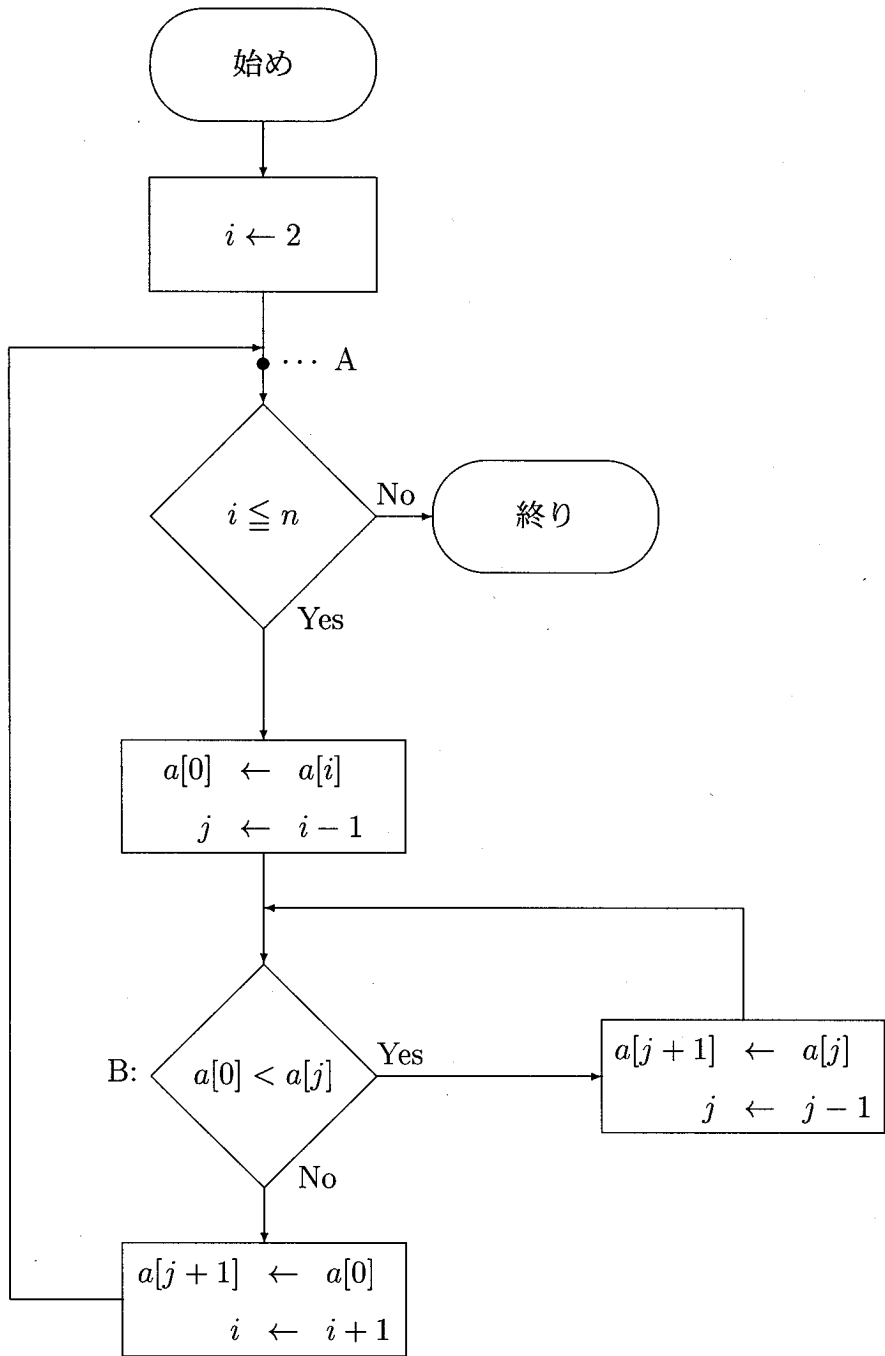 始め
i ← 2
··· A
i ≦ n
No
終り
Yes
a[0] ← a[i]
j ← i − 1
B:
a[0] < a[j]
Yes
a[j + 1] ← a[j]
j ← j − 1
No
a[j + 1] ← a[0]
i ← i + 1